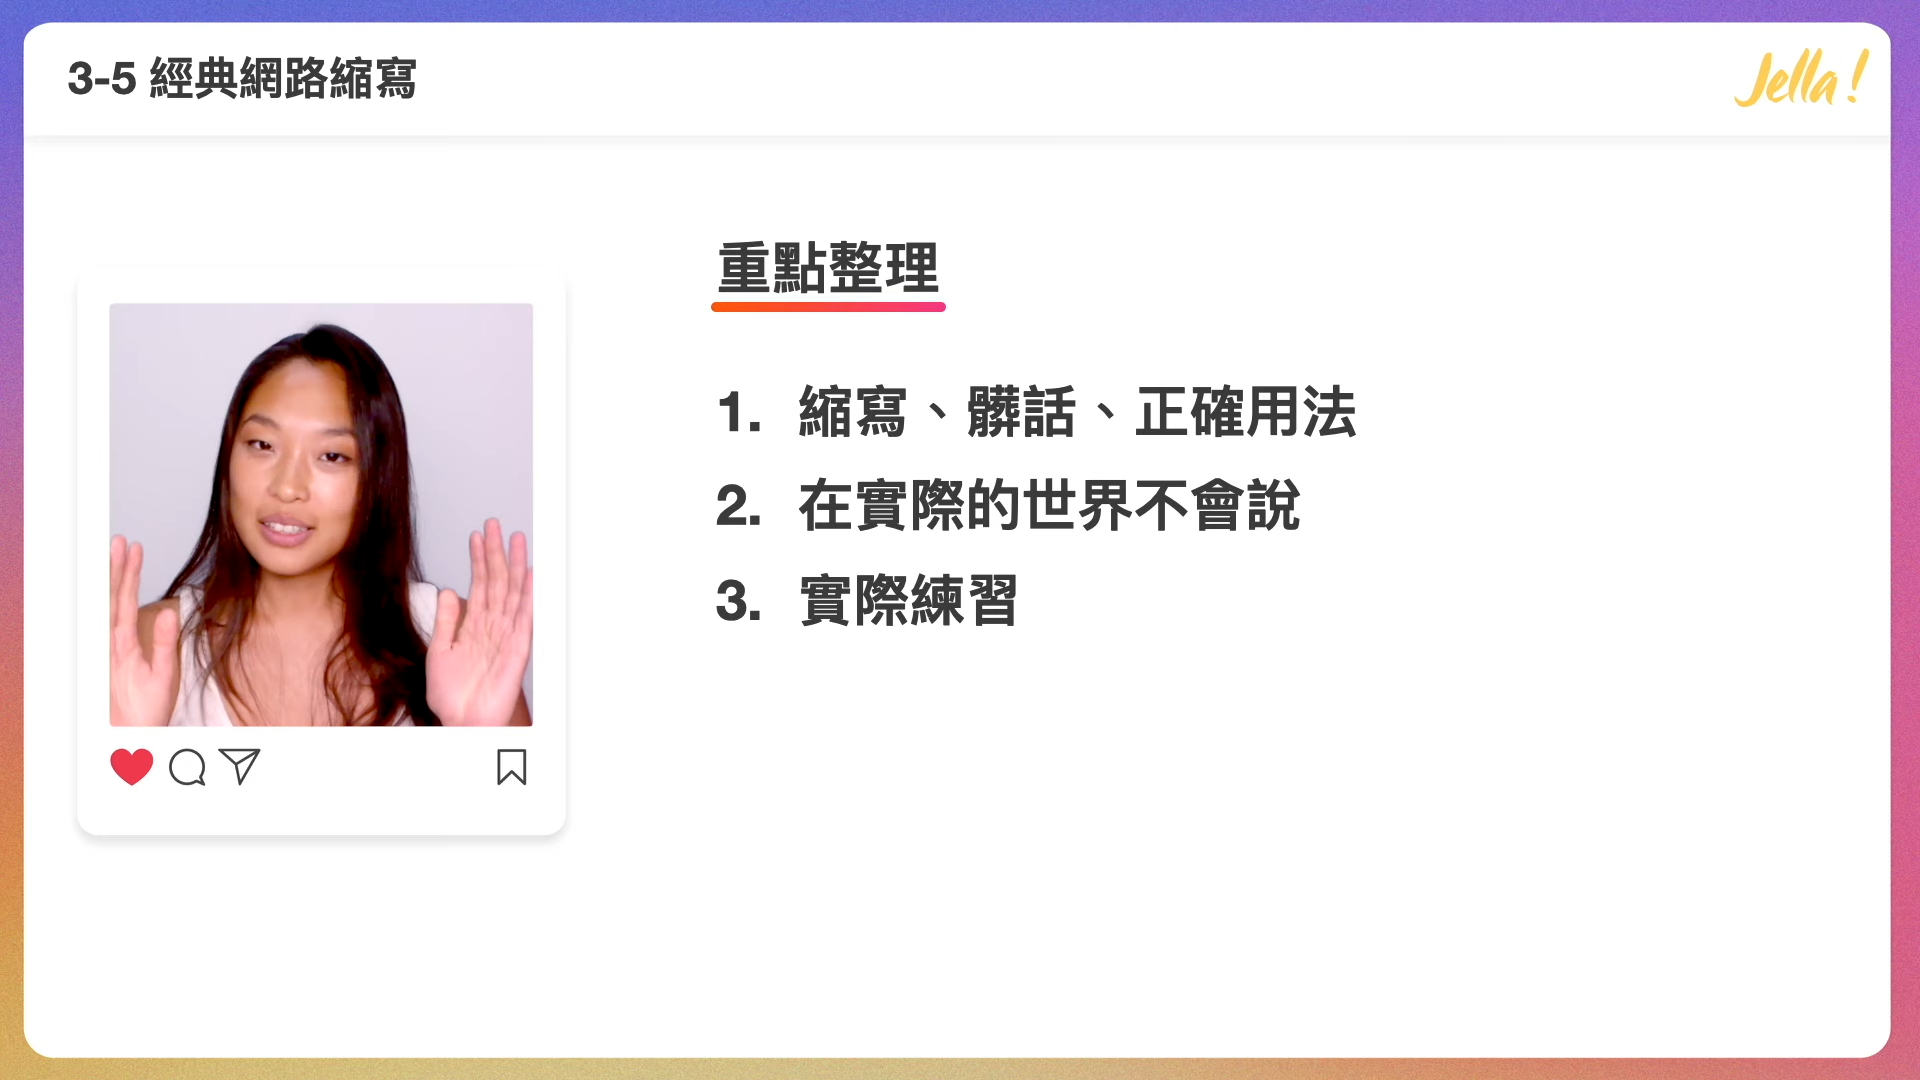 3-5 經典網路縮寫
Jella!
重點整理
1. 縮寫、髒話、正確用法
2. 在實際的世界不會說
3. 實際練習